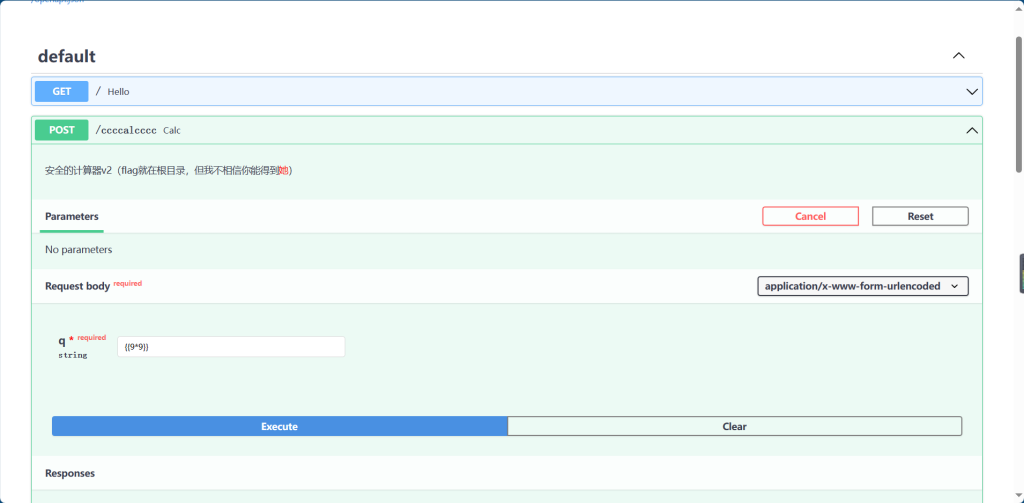 /openapi.json
default
GET / Hello
POST /ccccalcccc Calc
安全的计算器v2（flag就在根目录，但我不相信你能得到她）
Parameters
Cancel
Reset
No parameters
Request body required
application/x-www-form-urlencoded
q * required
string
{{9*9}}
Execute
Clear
Responses